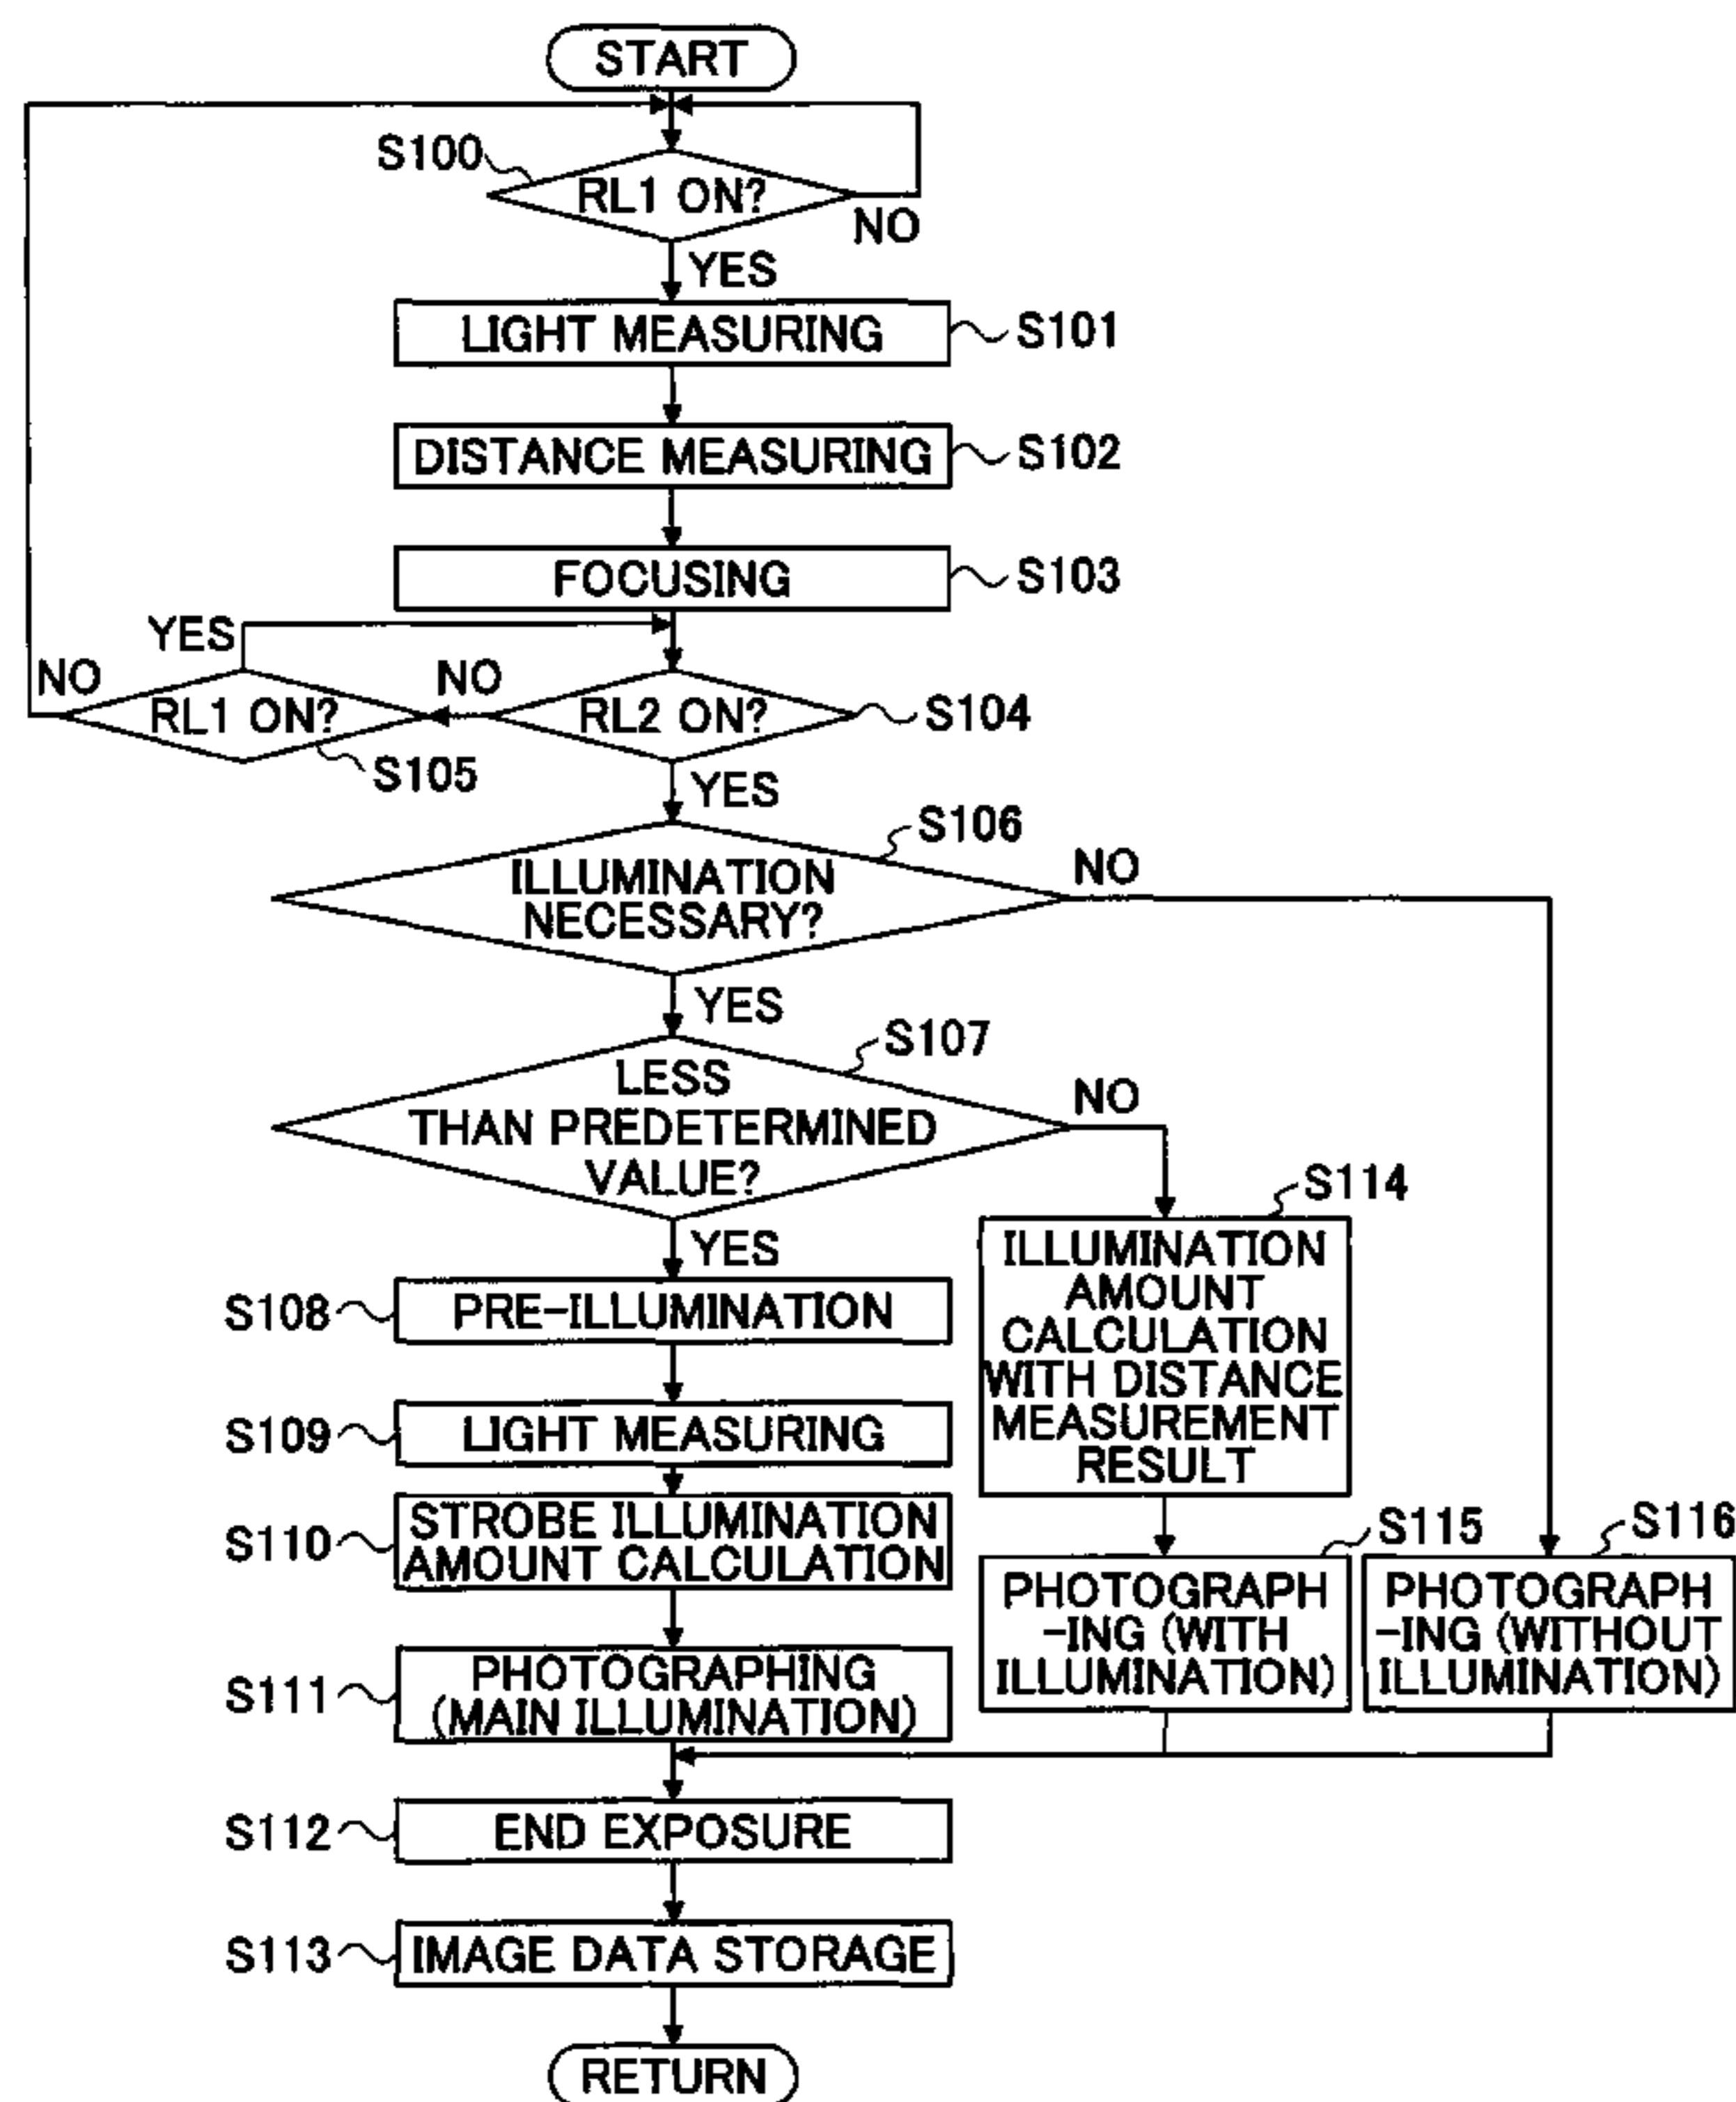 START
S100
RL1 ON?
NO
YES
LIGHT MEASURING
S101
DISTANCE MEASURING
S102
FOCUSING
S103
YES
NO
RL1 ON?
S105
NO
RL2 ON?
S104
YES
S106
ILLUMINATION
NECESSARY?
NO
YES
S107
LESS
THAN PREDETERMINED
VALUE?
NO
YES
S108
PRE-ILLUMINATION
S109
LIGHT MEASURING
S110
STROBE ILLUMINATION
AMOUNT CALCULATION
S111
PHOTOGRAPHING
(MAIN ILLUMINATION)
S114
ILLUMINATION
AMOUNT
CALCULATION
WITH DISTANCE
MEASUREMENT
RESULT
S115
PHOTOGRAPH
-ING (WITH
ILLUMINATION)
S116
PHOTOGRAPH
-ING (WITHOUT
ILLUMINATION)
S112
END EXPOSURE
S113
IMAGE DATA STORAGE
RETURN